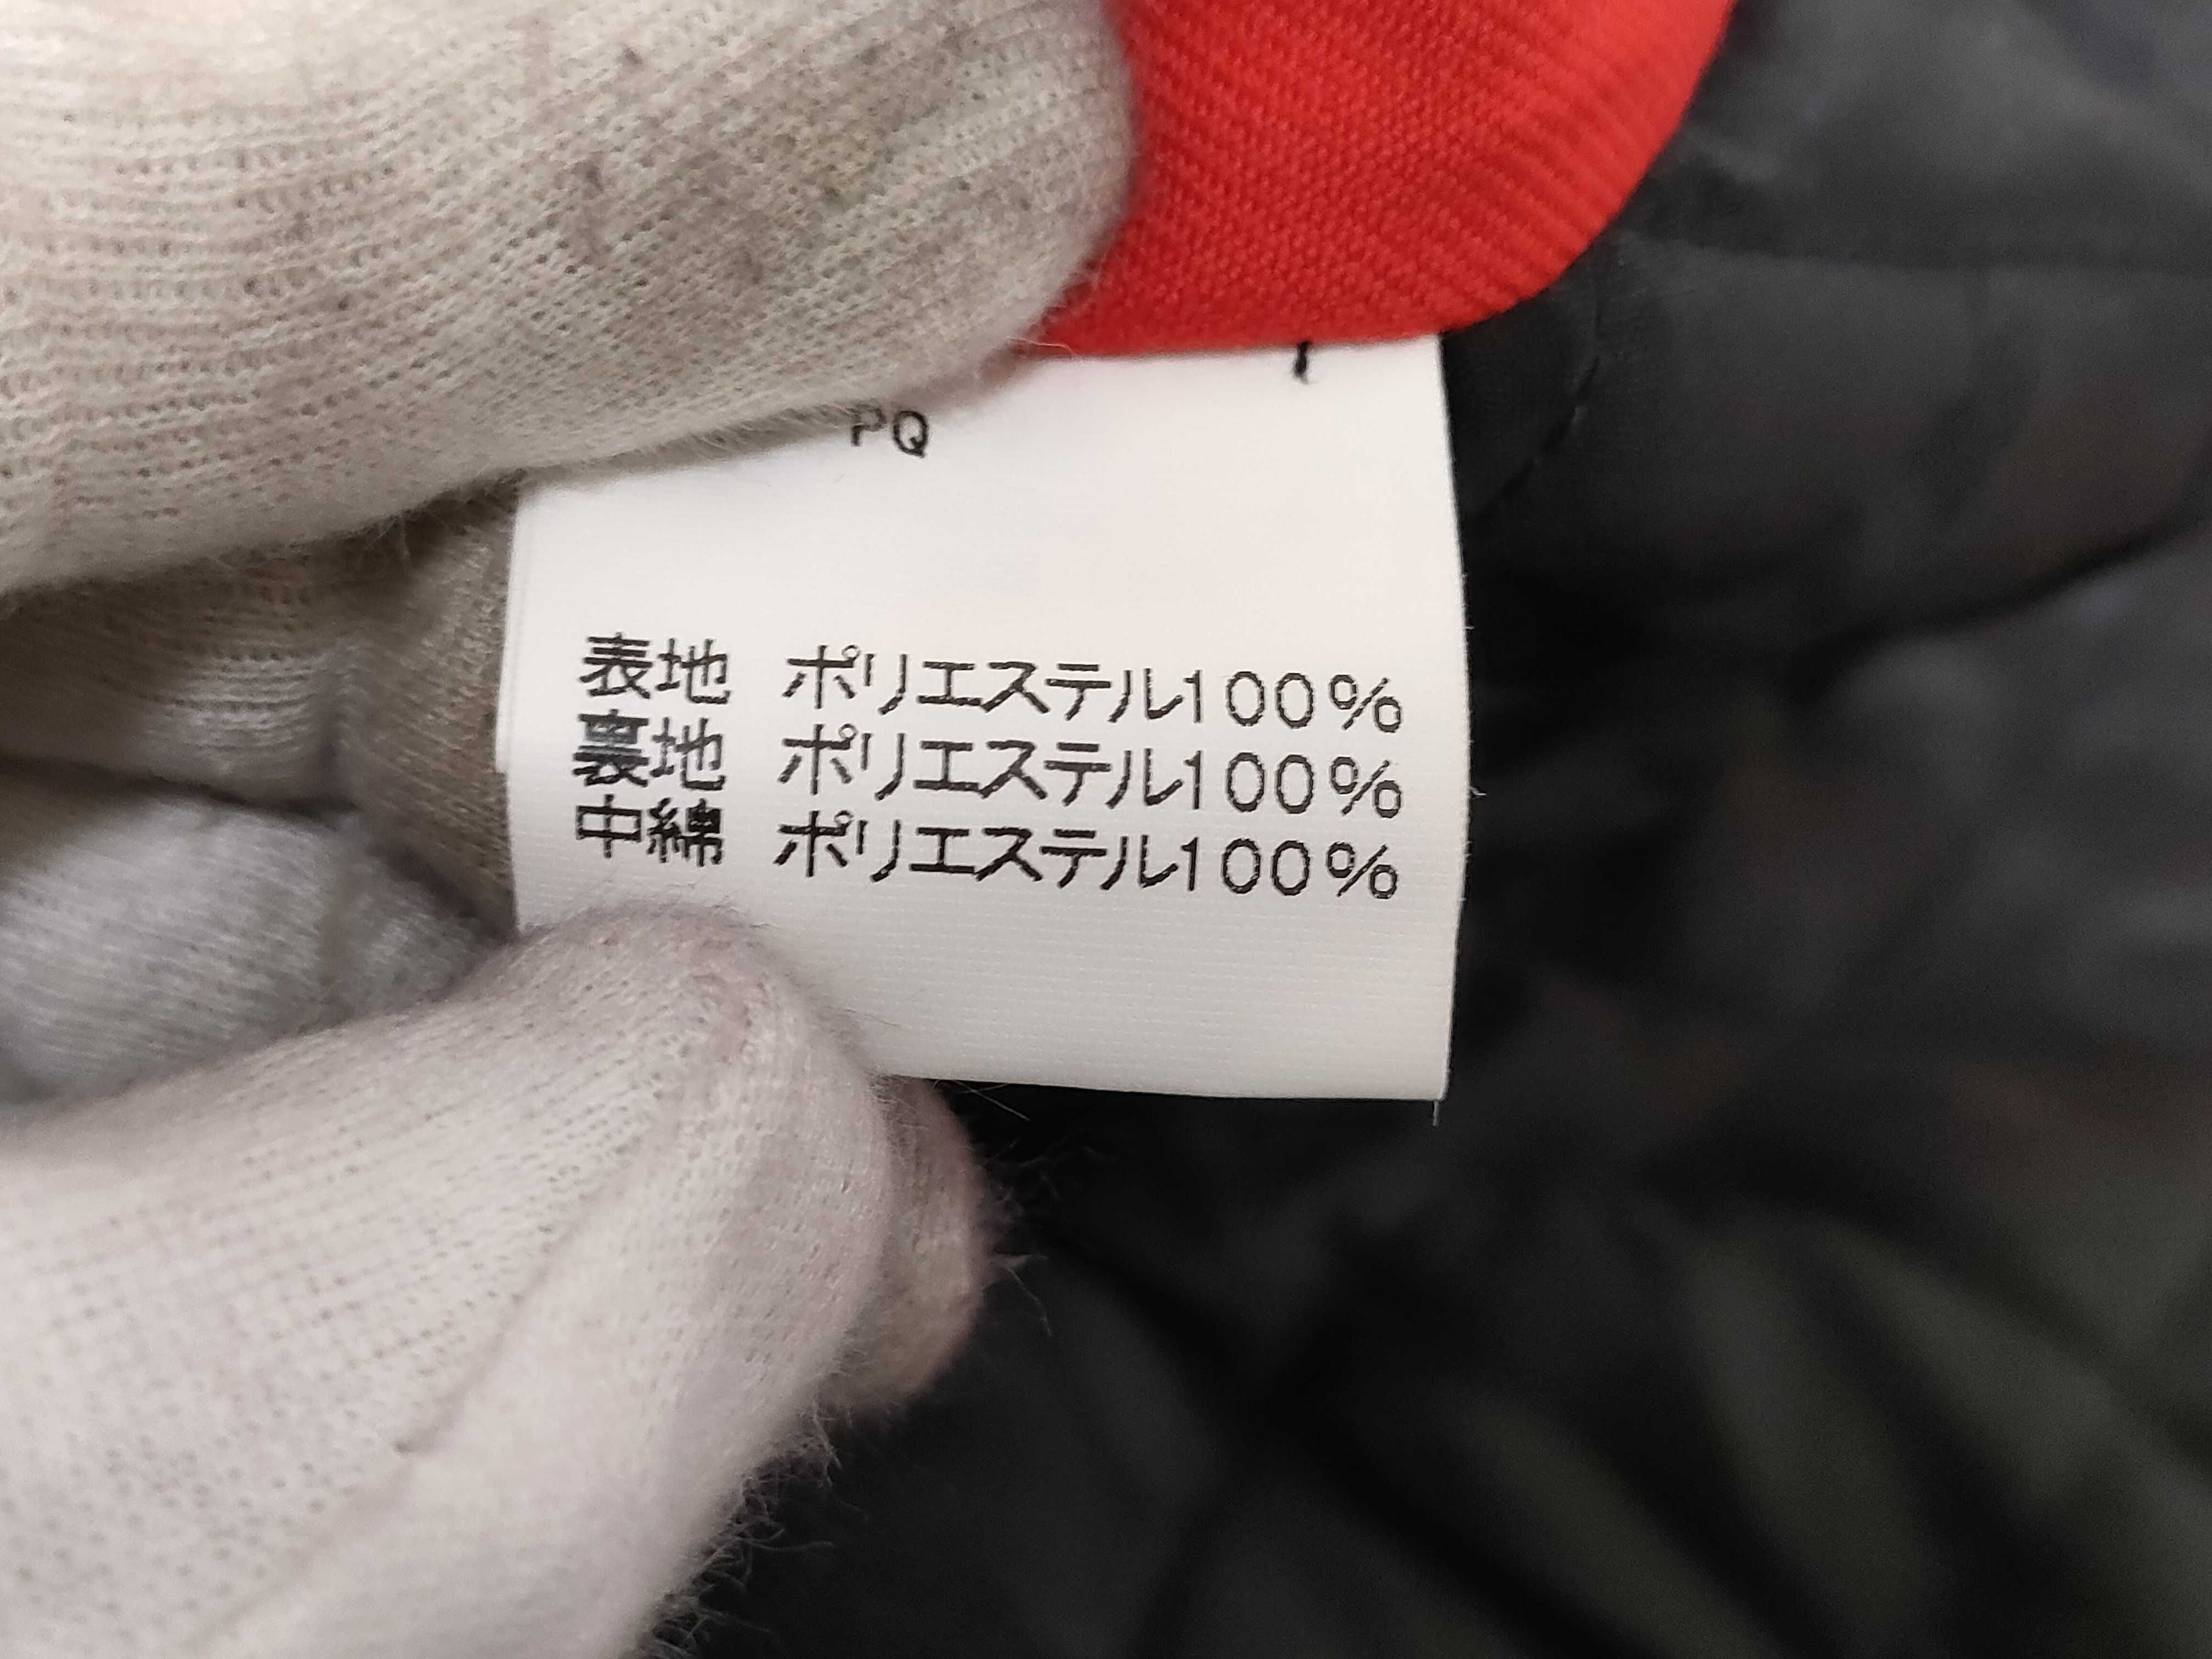 PQ
表地 ポリエステル100%
裏地 ポリエステル100%
中綿 ポリエステル100%